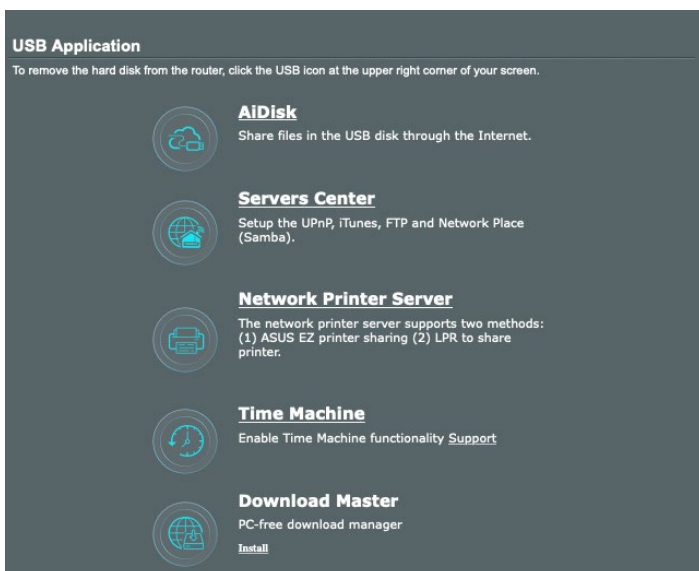 USB Application
To remove the hard disk from the router, click the USB icon at the upper right corner of your screen.
AiDisk
Share files in the USB disk through the Internet.
Servers Center
Setup the UPnP, iTunes, FTP and Network Place
(Samba).
Network Printer Server
The network printer server supports two methods:
(1) ASUS EZ printer sharing (2) LPR to share
printer.
Time Machine
Enable Time Machine functionality Support
Download Master
PC-free download manager
Install